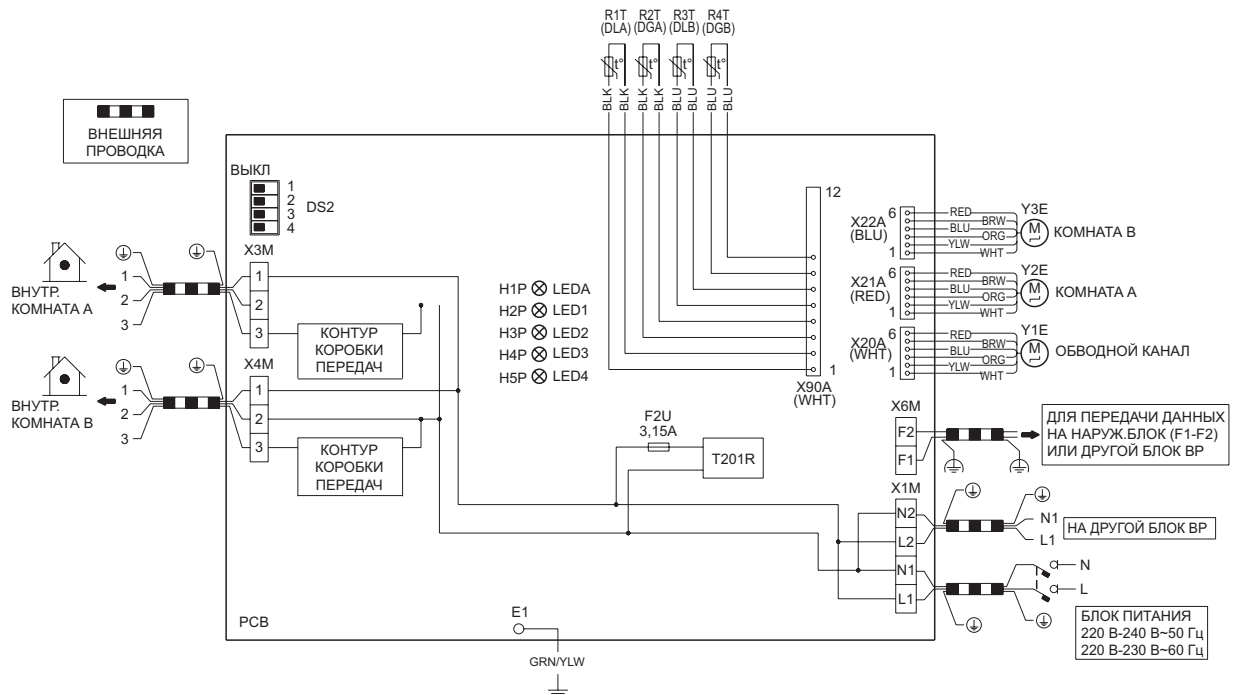 R1T R2T R3T R4T
(DLA) (DGA) (DLB) (DGB)
t° t° t° t°
BLK BLK BLK BLK BLU BLU BLU BLU
ВНЕШНЯЯ
ПРОВОДКА
ВЫКЛ
1
2
3
4
DS2
X3M
1
2
3
1
2
3
ВНУТР.
КОМНАТА A
КОНТУР
КОРОБКИ
ПЕРЕДАЧ
X4M
1
2
3
1
2
3
ВНУТР.
КОМНАТА B
КОНТУР
КОРОБКИ
ПЕРЕДАЧ
H1P LEDA
H2P LED1
H3P LED2
H4P LED3
H5P LED4
F2U
3,15A
T201R
12
1
X90A
(WHT)
X22A
(BLU)
6
1
RED
BRW
BLU
ORG
YLW
WHT
Y3E
M
КОМНАТА B
X21A
(RED)
6
1
RED
BRW
BLU
ORG
YLW
WHT
Y2E
M
КОМНАТА A
X20A
(WHT)
6
1
RED
BRW
BLU
ORG
YLW
WHT
Y1E
M
ОБВОДНОЙ КАНАЛ
X6M
F2
F1
ДЛЯ ПЕРЕДАЧИ ДАННЫХ
НА НАРУЖ.БЛОК (F1-F2)
ИЛИ ДРУГОЙ БЛОК ВР
X1M
N2
L2
N1
L1
N1
L1
НА ДРУГОЙ БЛОК ВР
N
L
БЛОК ПИТАНИЯ
220 В-240 В~50 Гц
220 В-230 В~60 Гц
PCB
E1
GRN/YLW